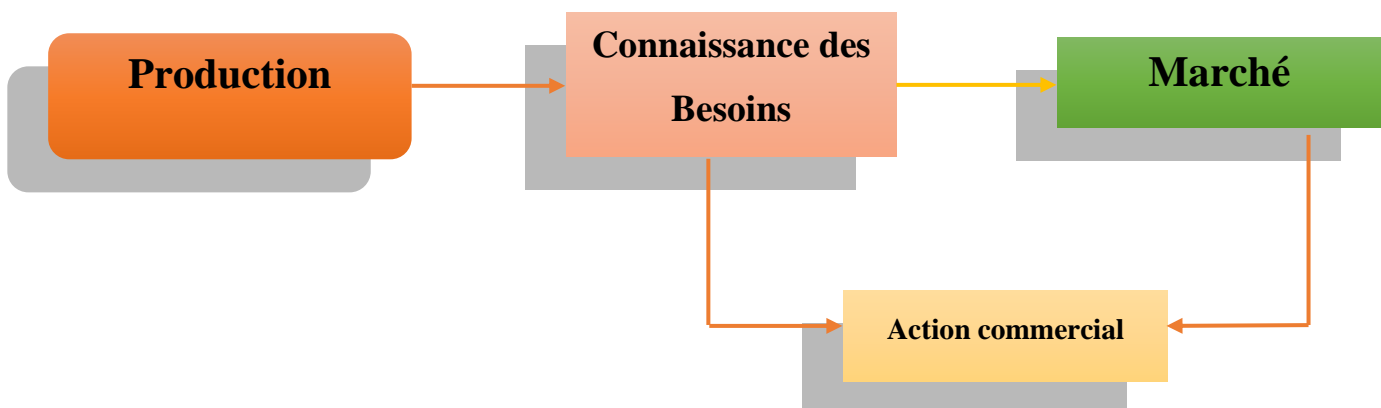 Production
Connaissance des
Besoins
Marché
Action commercial